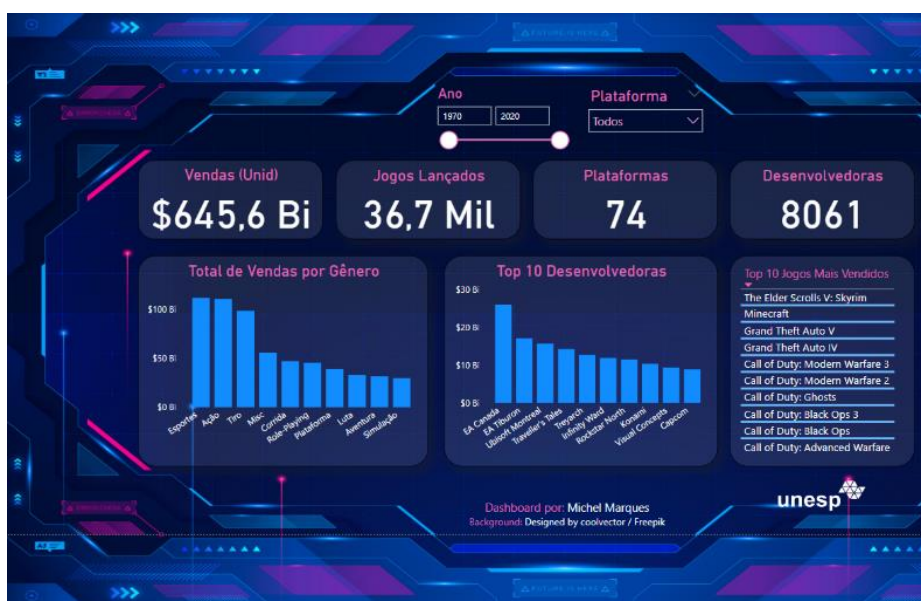 Ano
1970
2020
Plataforma
Todos
Vendas (Unid)
$645,6 Bi
Jogos Lançados
36,7 Mil
Plataformas
74
Desenvolvedoras
8061
Total de Vendas por Gênero
$100 Bi
$50 Bi
$0 Bi
Esportes
Ação
Tiro
Misc
Corrida
Role-Playing
Plataforma
Luta
Aventura
Simulação
Top 10 Desenvolvedoras
$30 Bi
$20 Bi
$10 Bi
$0 Bi
EA Canada
EA Tiburon
Ubisoft Montreal
Traveller's Tales
Treyarch
Infinity Ward
Rockstar North
Konami
Visual Concepts
Capcom
Top 10 Jogos Mais Vendidos
The Elder Scrolls V: Skyrim
Minecraft
Grand Theft Auto V
Grand Theft Auto IV
Call of Duty: Modern Warfare 3
Call of Duty: Modern Warfare 2
Call of Duty: Ghosts
Call of Duty: Black Ops 3
Call of Duty: Black Ops
Call of Duty: Advanced Warfare
unesp
Dashboard por: Michel Marques
Background: Designed by coolvector / Freepik